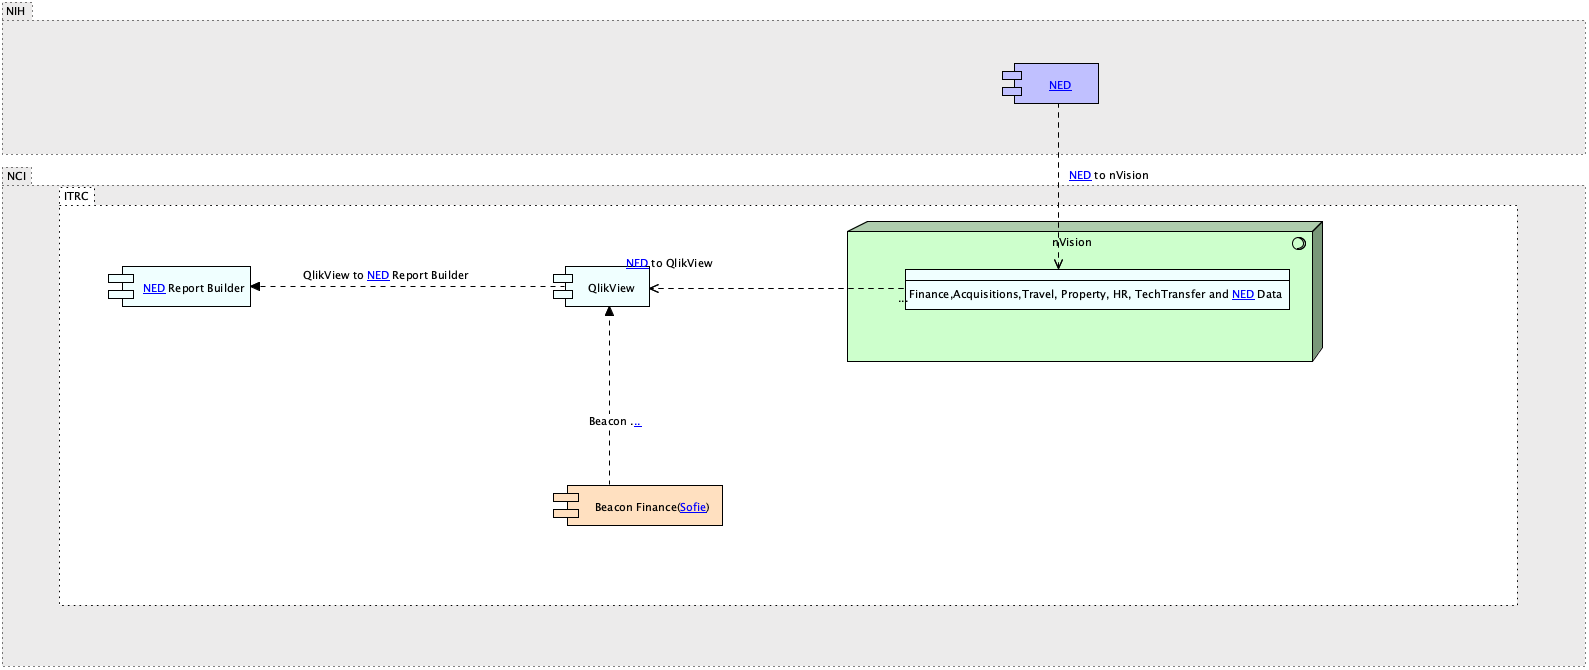 NIH
NED
NCI
NED to nVision
ITRC
nVision
NED to QlikView
QlikView to NED Report Builder
NED Report Builder
QlikView
...Finance,Acquisitions,Travel, Property, HR, TechTransfer and NED Data
Beacon ...
Beacon Finance(Sofie)